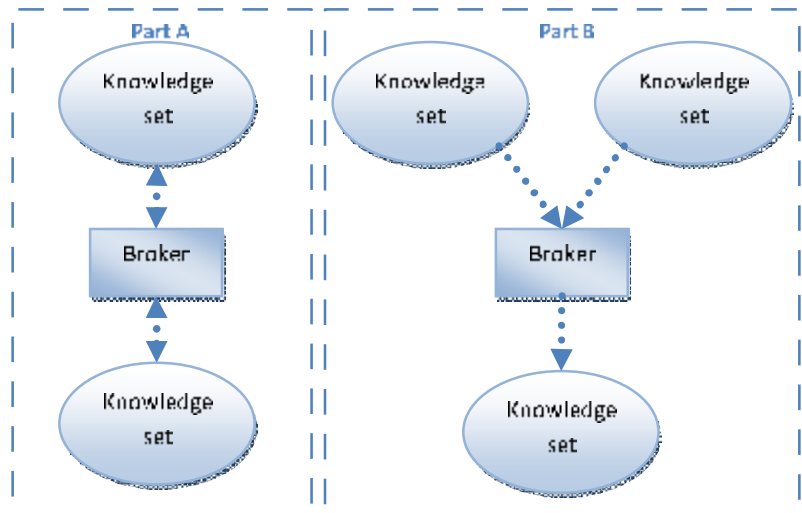 Part A
Knowledge
set
Broker
Knowledge
set
Part B
Knowledge
set
Knowledge
set
Broker
Knowledge
set